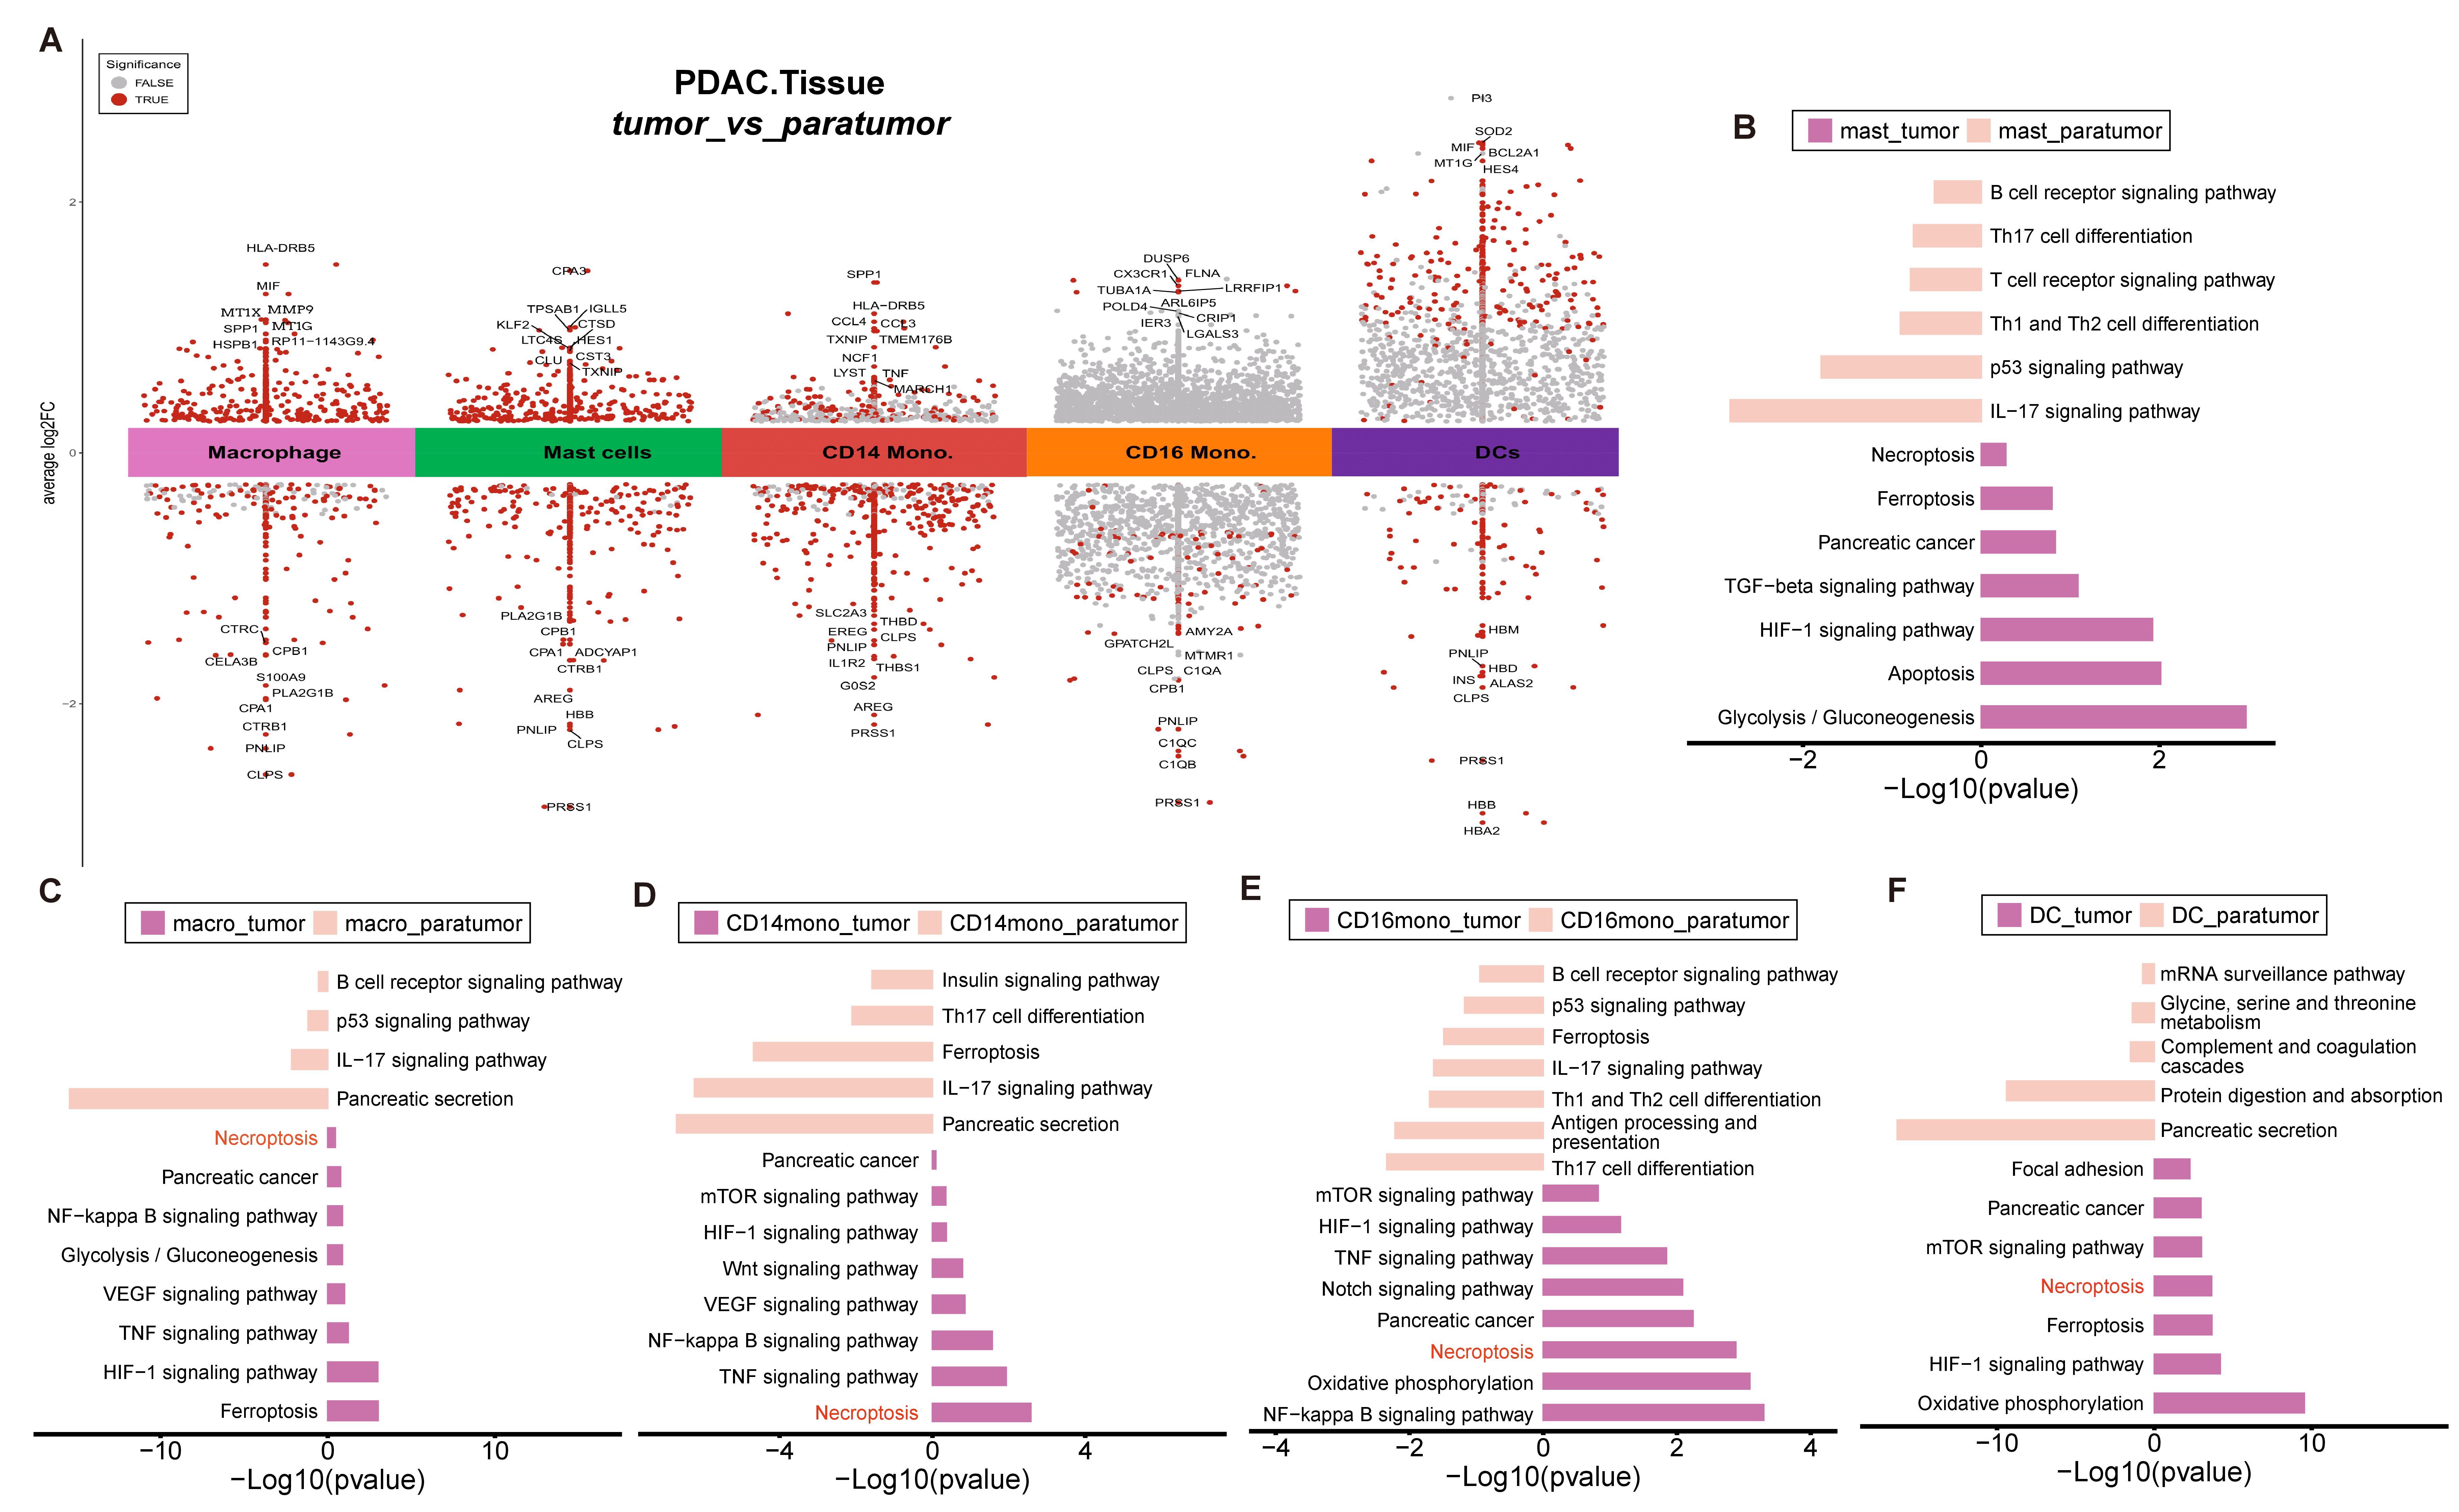 A
Significance
FALSE
TRUE
PDAC.Tissue
tumor_vs_paratumor
average log2FC
2
0
−2
HLA-DRB5
MIF
MT1X
MMP9
SPP1
MT1G
HSPB1
RP11−1143G9.4
Macrophage
CTRC
CPB1
CELA3B
S100A9
PLA2G1B
CPA1
CTRB1
PNLIP
CLPS
CPA3
TPSAB1
IGLL5
KLF2
CTSD
LTC4S
HES1
CLU
CST3
TXNIP
Mast cells
PLA2G1B
CPB1
CPA1
ADCYAP1
CTRB1
AREG
HBB
PNLIP
CLPS
PRSS1
SPP1
HLA−DRB5
CCL4
CCL3
TXNIP
TMEM176B
NCF1
LYST
TNF
MARCH1
CD14 Mono.
SLC2A3
THBD
EREG
CLPS
PNLIP
IL1R2
THBS1
G0S2
AREG
PRSS1
DUSP6
CX3CR1
FLNA
TUBA1A
LRRFIP1
POLD4
ARL6IP5
CRIP1
IER3
LGALS3
CD16 Mono.
AMY2A
GPATCH2L
MTMR1
CLPS
C1QA
CPB1
PNLIP
C1QC
C1QB
PRSS1
PI3
SOD2
MIF
BCL2A1
MT1G
HES4
DCs
HBM
PNLIP
HBD
INS
ALAS2
CLPS
PRSS1
HBB
HBA2
B
mast_tumor
mast_paratumor
B cell receptor signaling pathway
Th17 cell differentiation
T cell receptor signaling pathway
Th1 and Th2 cell differentiation
p53 signaling pathway
IL−17 signaling pathway
Necroptosis
Ferroptosis
Pancreatic cancer
TGF−beta signaling pathway
HIF−1 signaling pathway
Apoptosis
Glycolysis / Gluconeogenesis
−2 0 2
−Log10(pvalue)
C
macro_tumor
macro_paratumor
B cell receptor signaling pathway
p53 signaling pathway
IL−17 signaling pathway
Pancreatic secretion
Necroptosis
Pancreatic cancer
NF−kappa B signaling pathway
Glycolysis / Gluconeogenesis
VEGF signaling pathway
TNF signaling pathway
HIF−1 signaling pathway
Ferroptosis
−10 0 10
−Log10(pvalue)
D
CD14mono_tumor
CD14mono_paratumor
Insulin signaling pathway
Th17 cell differentiation
Ferroptosis
IL−17 signaling pathway
Pancreatic secretion
Pancreatic cancer
mTOR signaling pathway
HIF−1 signaling pathway
Wnt signaling pathway
VEGF signaling pathway
NF−kappa B signaling pathway
TNF signaling pathway
Necroptosis
−4 0 4
−Log10(pvalue)
E
CD16mono_tumor
CD16mono_paratumor
B cell receptor signaling pathway
p53 signaling pathway
Ferroptosis
IL−17 signaling pathway
Th1 and Th2 cell differentiation
Antigen processing and
presentation
Th17 cell differentiation
mTOR signaling pathway
HIF−1 signaling pathway
TNF signaling pathway
Notch signaling pathway
Pancreatic cancer
Necroptosis
Oxidative phosphorylation
NF−kappa B signaling pathway
−4 −2 0 2 4
−Log10(pvalue)
F
DC_tumor
DC_paratumor
mRNA surveillance pathway
Glycine, serine and threonine
metabolism
Complement and coagulation
cascades
Protein digestion and absorption
Pancreatic secretion
Focal adhesion
Pancreatic cancer
mTOR signaling pathway
Necroptosis
Ferroptosis
HIF−1 signaling pathway
Oxidative phosphorylation
−10 0 10
−Log10(pvalue)